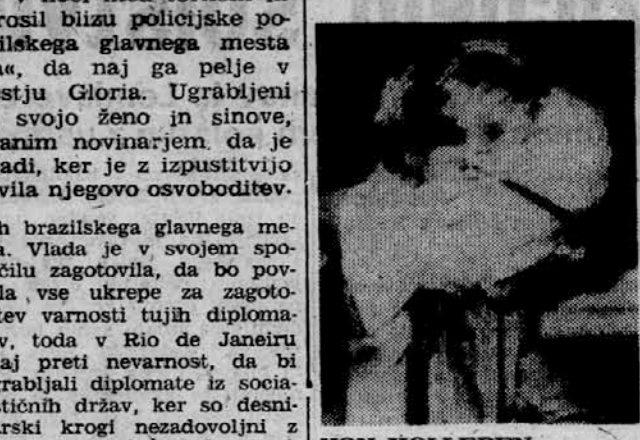 rosil blizu policijske po-
ilskega glavnega mesta
da naj ga pelje v
stju Gloria. Ugrabljeni
svojo ženo in sinove,
anim novinarjem, da je
adi, ker je z izpustitvijo
vila njegovo osvoboditev.
h brazilskega glavnega me-
a. Vlada je v svojem spo-
čilu zagotovila, da bo pov-
la vse ukrepe za zagoto-
tev varnosti tujih diploma-
v, toda v Rio de Janeiru
aj preti nevarnost, da bi
grabljali diplomate iz socia-
stičnih držav, ker so desni-
arski krogi nezadovoljni z